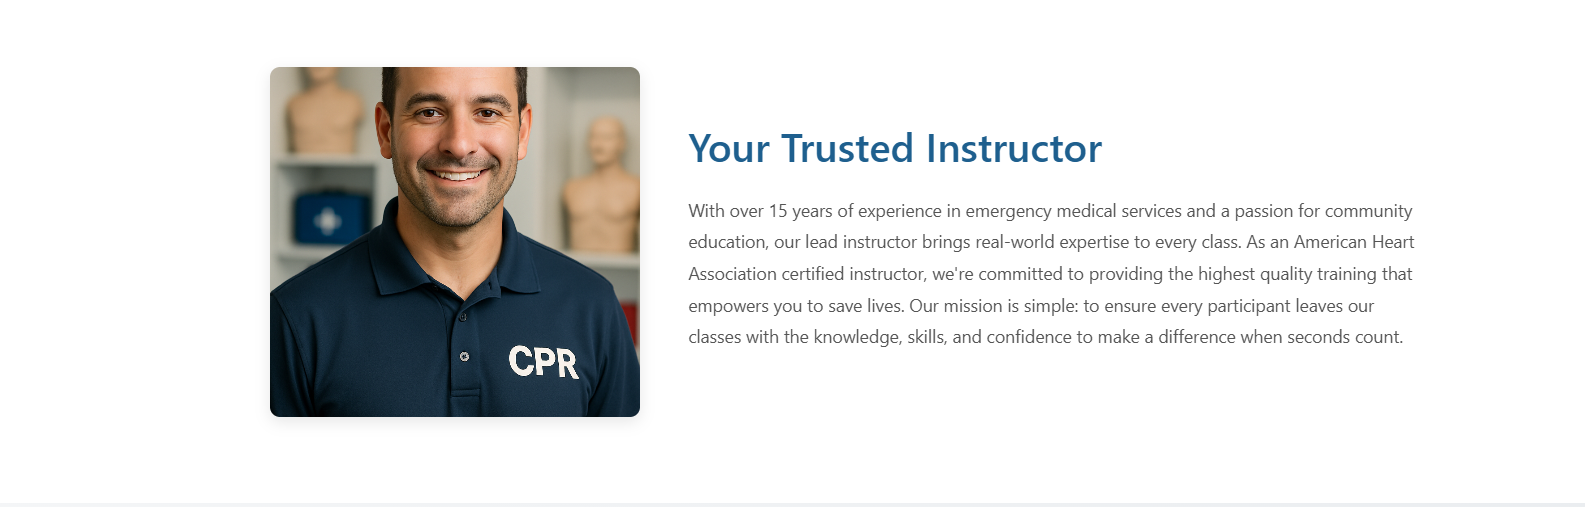 Your Trusted Instructor
With over 15 years of experience in emergency medical services and a passion for community
education, our lead instructor brings real-world expertise to every class. As an American Heart
Association certified instructor, we're committed to providing the highest quality training that
empowers you to save lives. Our mission is simple: to ensure every participant leaves our
classes with the knowledge, skills, and confidence to make a difference when seconds count.
CPR